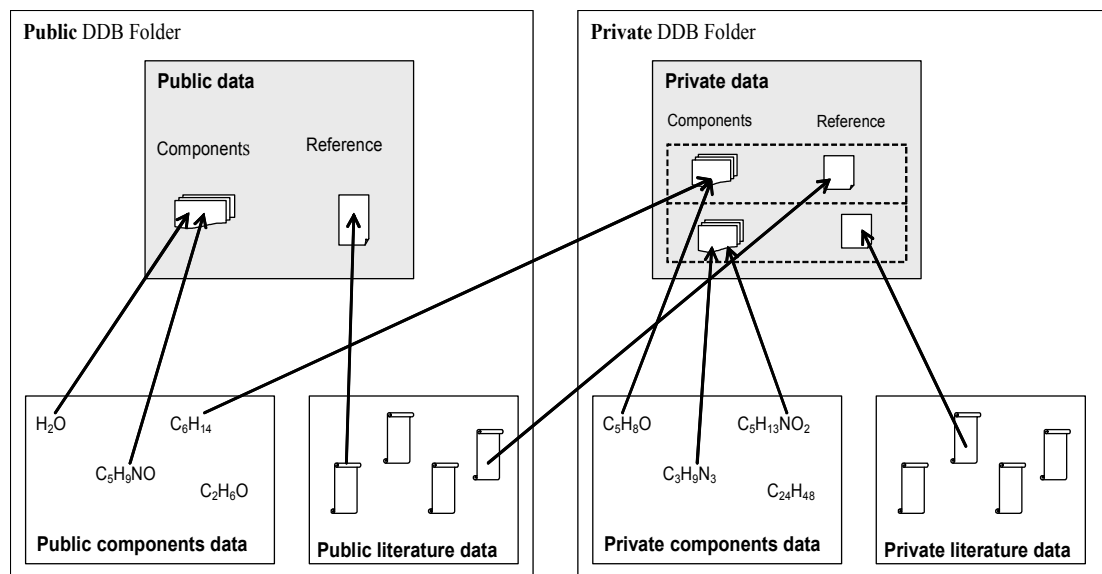 Public DDB Folder
Public data
Components
Reference
H₂O
C₆H₁₄
C₅H₉NO
C₂H₆O
Public components data
Public literature data
Private DDB Folder
Private data
Components
Reference
C₅H₈O
C₅H₁₃NO₂
C₃H₉N₃
C₂₄H₄₈
Private components data
Private literature data